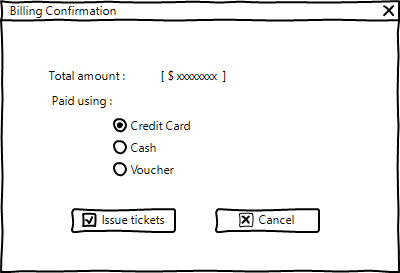 Billing Confirmation
Total amount : [ $ xxxxxxxx ]
Paid using :
Credit Card
Cash
Voucher
Issue tickets Cancel